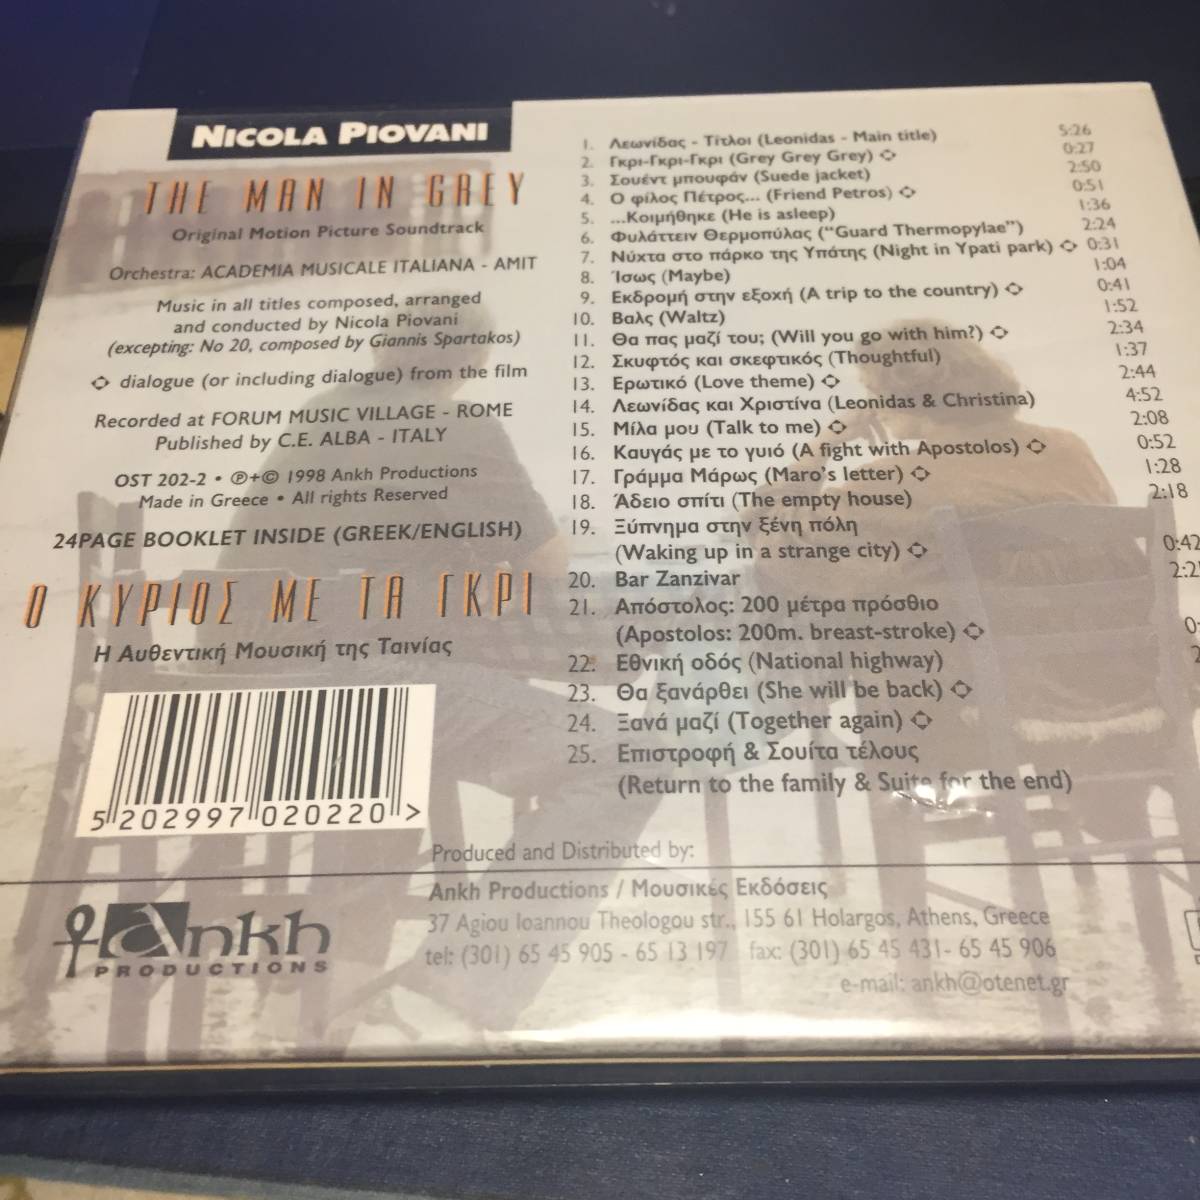 NICOLA PIOVANI
THE MAN IN GREY
Original Motion Picture Soundtrack
Orchestra: ACADEMIA MUSICALE ITALIANA - AMIT
Music in all titles composed, arranged
and conducted by Nicola Piovani
(excepting: No 20, composed by Giannis Spartakos)
dialogue (or including dialogue) from the film
Recorded at FORUM MUSIC VILLAGE - ROME
Published by C.E. ALBA - ITALY
OST 202-2 • ℗+© 1998 Ankh Productions
Made in Greece • All rights Reserved
24PAGE BOOKLET INSIDE (GREEK/ENGLISH)
Ο ΚΥΡΙΟΣ ΜΕ ΤΑ ΓΚΡΙ
Η Αυθεντική Μουσική της Ταινίας
5 202997 020220 >
1. Λεωνίδας - Τίτλοι (Leonidas - Main title) 5:26
2. Γκρι-Γκρι-Γκρι (Grey Grey Grey) 0:27
3. Σουέντ μπουφάν (Suede jacket) 2:50
4. Ο φίλος Πέτρος... (Friend Petros) 0:51
5. ...Κοιμήθηκε (He is asleep) 1:36
6. Φυλάττειν Θερμοπύλας ("Guard Thermopylae") 2:24
7. Νύχτα στο πάρκο της Υπάτης (Night in Ypati park) 0:31
8. Ίσως (Maybe) 1:04
9. Εκδρομή στην εξοχή (A trip to the country) 0:41
10. Βαλς (Waltz) 1:52
11. Θα πας μαζί του; (Will you go with him?) 2:34
12. Σκυφτός και σκεφτικός (Thoughtful) 1:37
13. Ερωτικό (Love theme) 2:44
14. Λεωνίδας και Χριστίνα (Leonidas & Christina) 4:52
15. Μίλα μου (Talk to me) 2:08
16. Καυγάς με το γυιό (A fight with Apostolos) 0:52
17. Γράμμα Μάρως (Maro's letter) 1:28
18. Άδειο σπίτι (The empty house) 2:18
19. Ξύπνημα στην ξένη πόλη
(Waking up in a strange city) 0:42
20. Bar Zanzivar
21. Απόστολος: 200 μέτρα πρόσθιο
(Apostolos: 200m. breast-stroke)
22. Εθνική οδός (National highway)
23. Θα ξανάρθει (She will be back)
24. Ξανά μαζί (Together again)
25. Επιστροφή & Σουίτα τέλους
(Return to the family & Suite for the end)
Produced and Distributed by:
Ankh Productions / Μουσικές Εκδόσεις
37 Agiou Ioannou Theologou str., 155 61 Holargos, Athens, Greece
tel: (301) 65 45 905 - 65 13 197 fax: (301) 65 45 431- 65 45 906
e-mail: ankh@otenet.gr
ankh
PRODUCTIONS